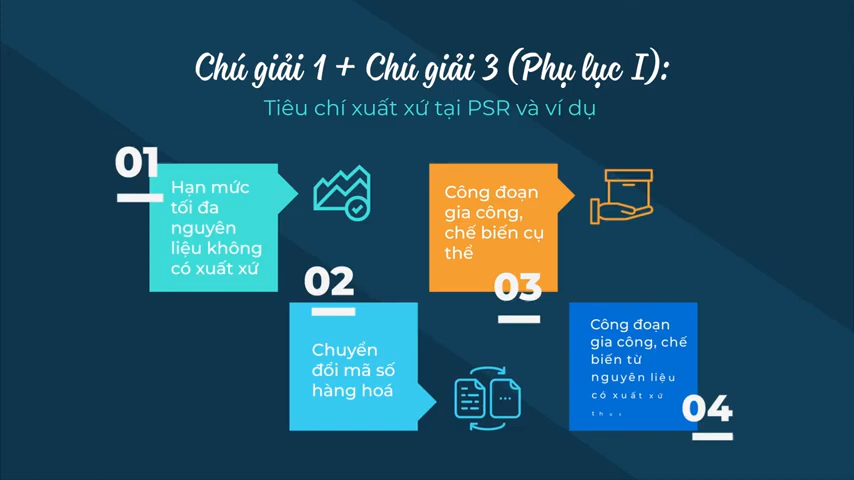 Chú giải 1 + Chú giải 3 (Phụ lục I):
Tiêu chí xuất xứ tại PSR và ví dụ
01
Hạn mức
tối đa
nguyên
liệu không
có xuất xứ
02
Chuyển
đổi mã số
hàng hoá
03
Công đoạn
gia công,
chế biến cụ
thể
04
Công đoạn
gia công, chế
biến từ
nguyên liệu
có xuất xứ